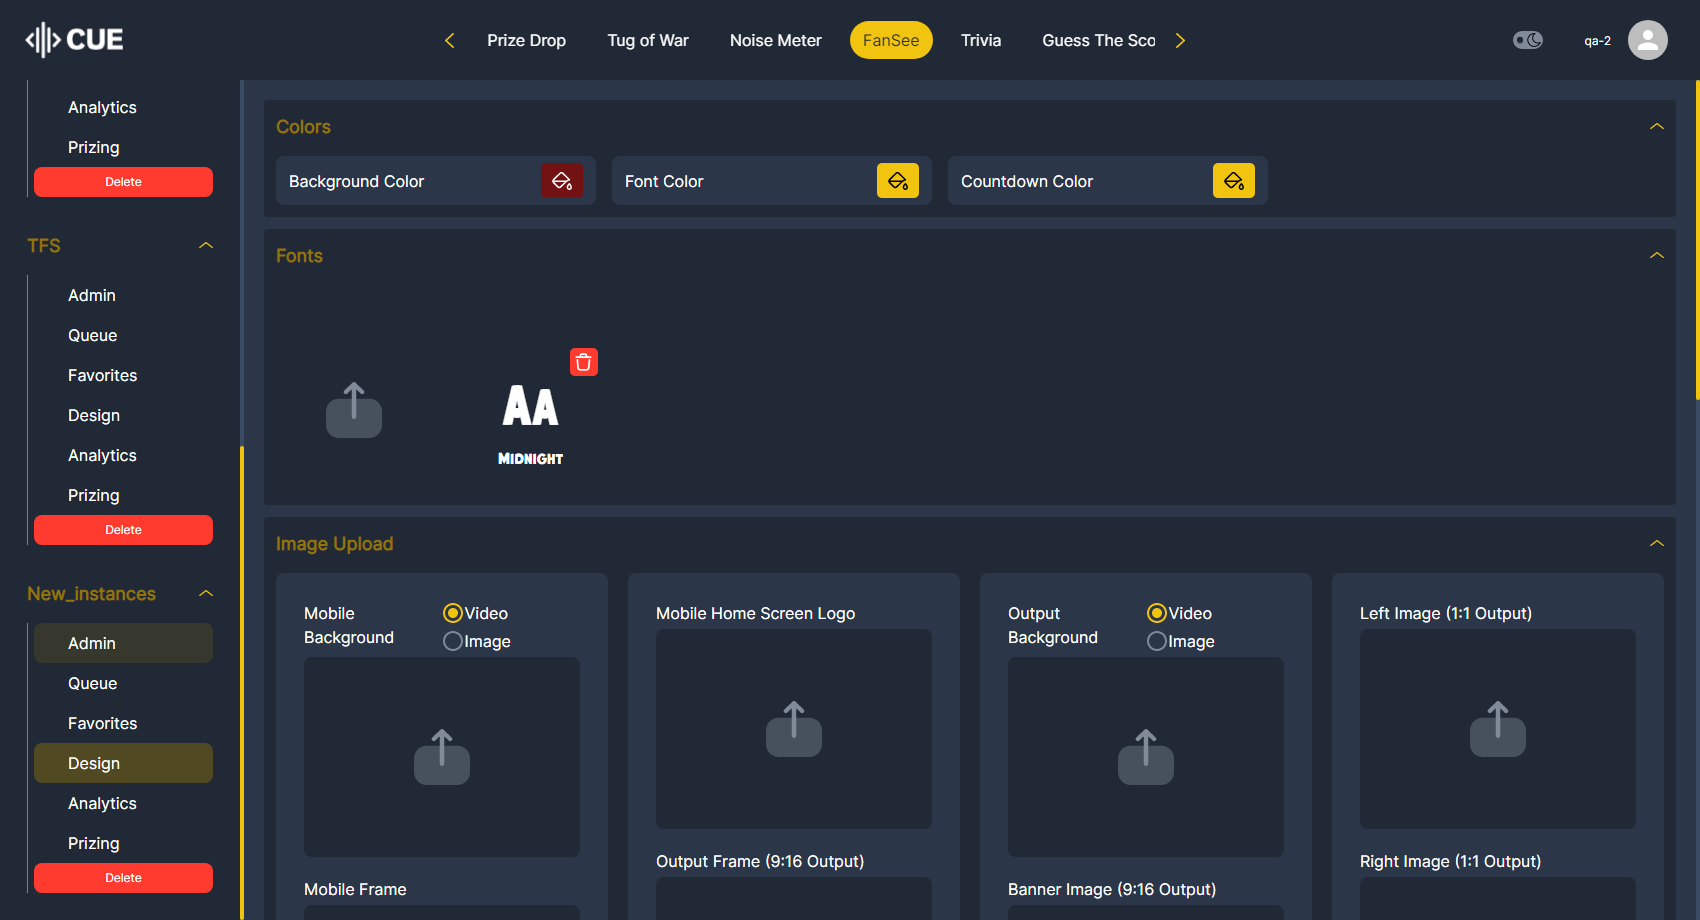 CUE
Prize Drop
Tug of War
Noise Meter
FanSee
Trivia
Guess The Sco
qa-2
Analytics
Prizing
Delete
TFS
Admin
Queue
Favorites
Design
Analytics
Prizing
Delete
New_instances
Admin
Queue
Favorites
Design
Analytics
Prizing
Delete
Colors
Background Color
Font Color
Countdown Color
Fonts
AA
MIDNIGHT
Image Upload
Mobile
Background
Video
Image
Mobile Home Screen Logo
Output
Background
Video
Image
Left Image (1:1 Output)
Mobile Frame
Output Frame (9:16 Output)
Banner Image (9:16 Output)
Right Image (1:1 Output)